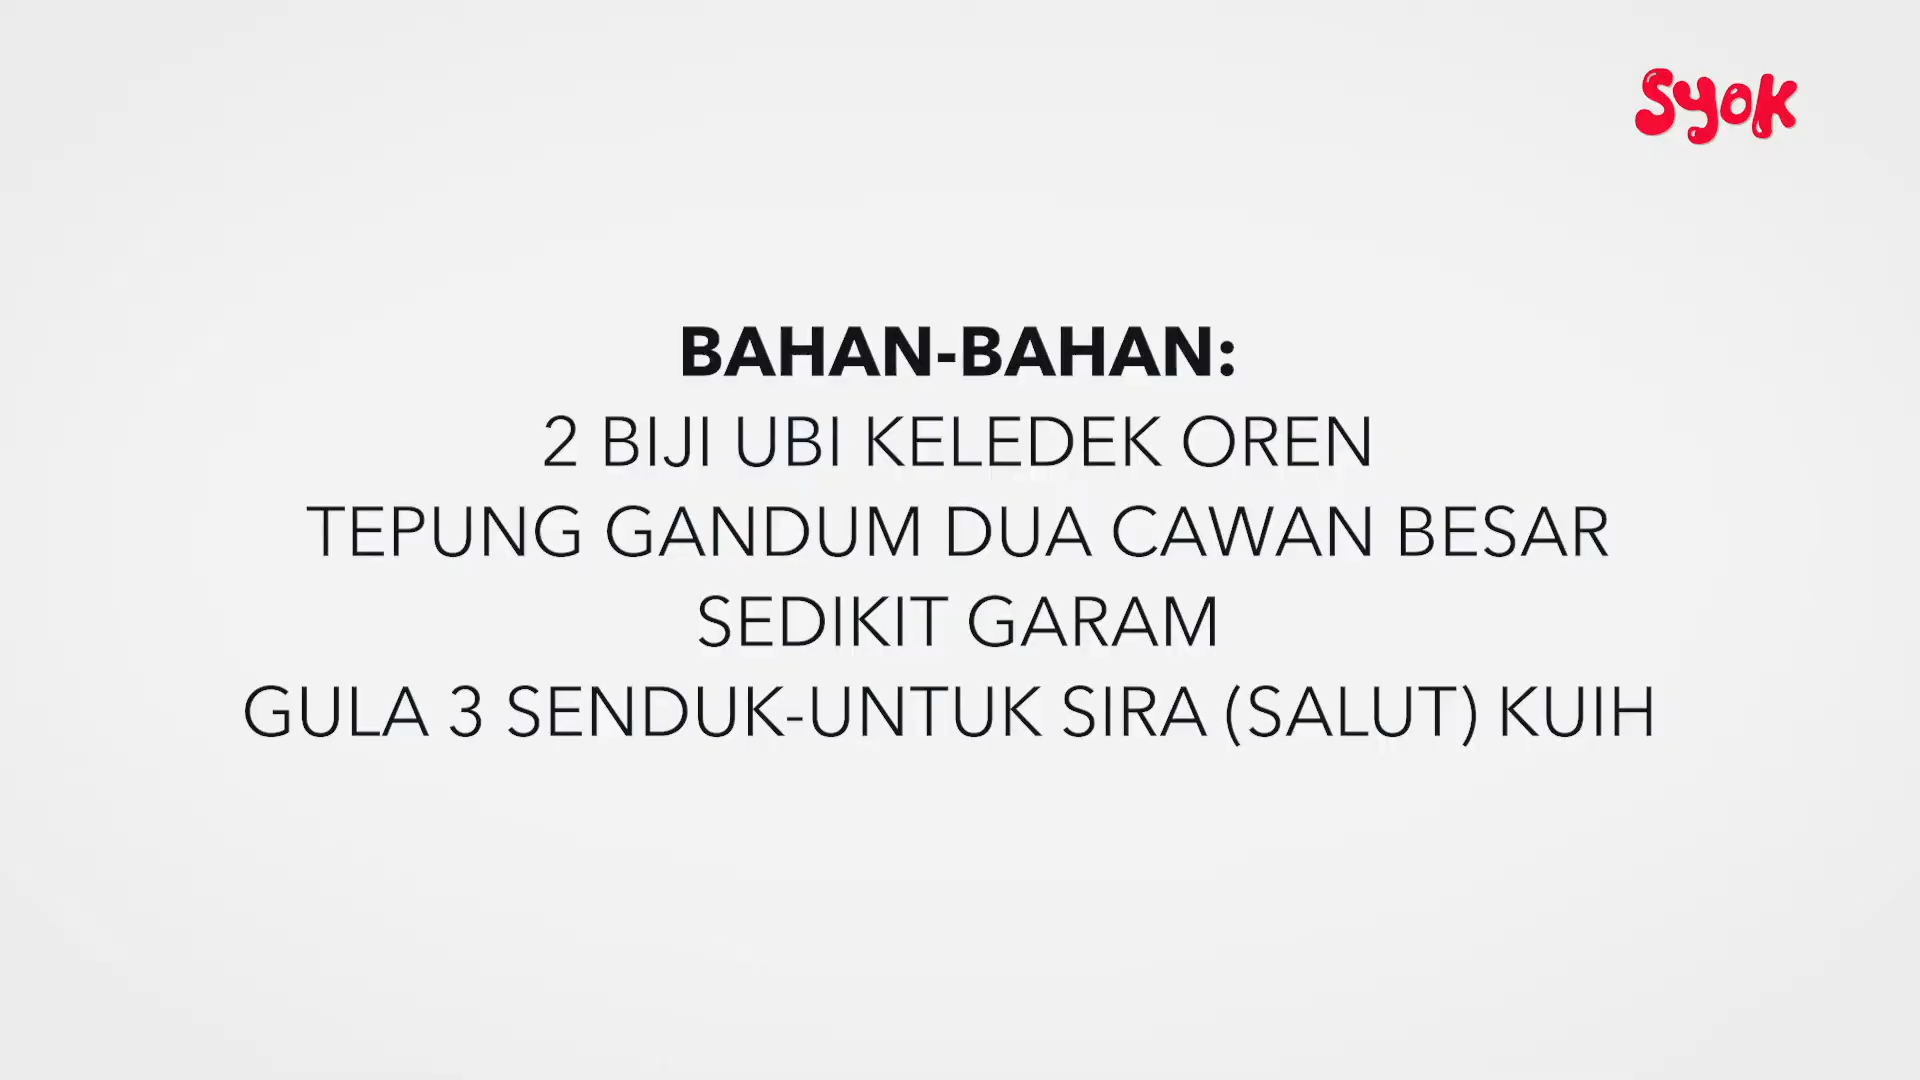 Syok
BAHAN-BAHAN:
2 BIJI UBI KELEDEK OREN
TEPUNG GANDUM DUA CAWAN BESAR
SEDIKIT GARAM
GULA 3 SENDUK-UNTUK SIRA (SALUT) KUIH